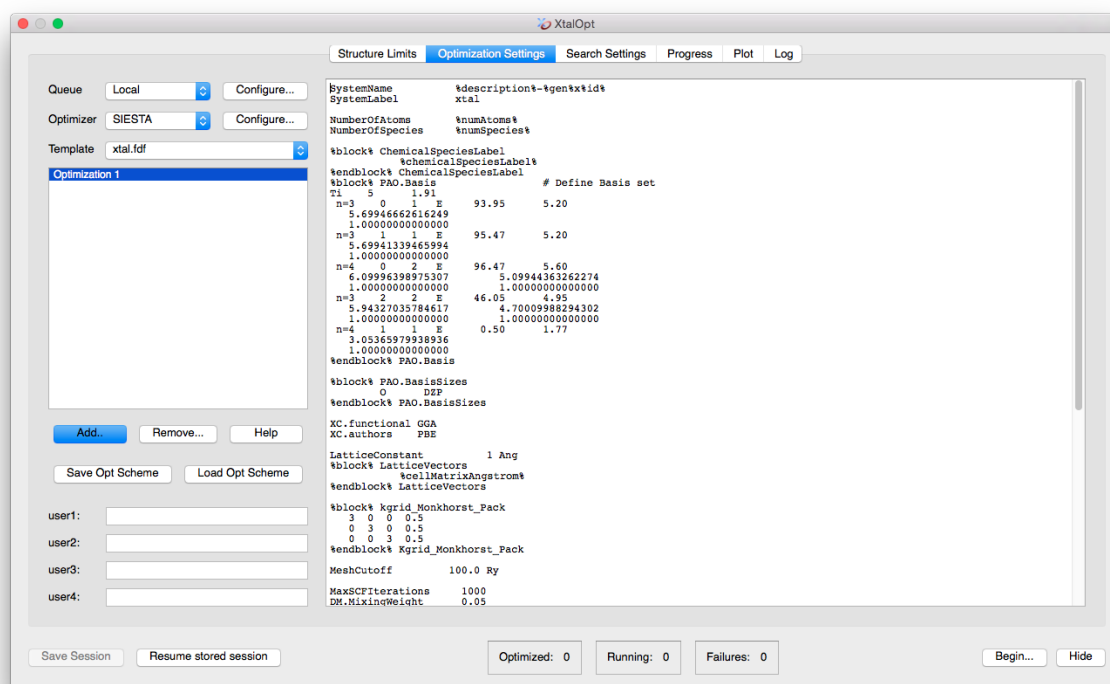 XtalOpt
Structure Limits Optimization Settings Search Settings Progress Plot Log
Queue Local Configure...
Optimizer SIESTA Configure...
Template xtal.fdf
Optimization 1
Add.. Remove... Help
Save Opt Scheme Load Opt Scheme
user1:
user2:
user3:
user4:
SystemName %description%-%gen%x%id%
SystemLabel xtal
NumberOfAtoms %numAtoms%
NumberOfSpecies %numSpecies%
%block% ChemicalSpeciesLabel
%chemicalSpeciesLabel%
%endblock% ChemicalSpeciesLabel
%block% PAO.Basis # Define Basis set
Ti 5 1.91
n=3 0 1 E 93.95 5.20
5.69946662616249
1.00000000000000
n=3 1 1 E 95.47 5.20
5.69941339465994
1.00000000000000
n=4 0 2 E 96.47 5.60
6.09996398975307 5.09944363262274
1.00000000000000 1.00000000000000
n=3 2 2 E 46.05 4.95
5.94327035784617 4.70009988294302
1.00000000000000 1.00000000000000
n=4 1 1 E 0.50 1.77
3.05365979938936
1.00000000000000
%endblock% PAO.Basis
%block% PAO.BasisSizes
O DZP
%endblock% PAO.BasisSizes
XC.functional GGA
XC.authors PBE
LatticeConstant 1 Ang
%block% LatticeVectors
%cellMatrixAngstrom%
%endblock% LatticeVectors
%block% kgrid_Monkhorst_Pack
3 0 0 0.5
0 3 0 0.5
0 0 3 0.5
%endblock% Kgrid_Monkhorst_Pack
MeshCutoff 100.0 Ry
MaxSCFIterations 1000
DM.MixingWeight 0.05
Save Session Resume stored session Optimized: 0 Running: 0 Failures: 0 Begin... Hide